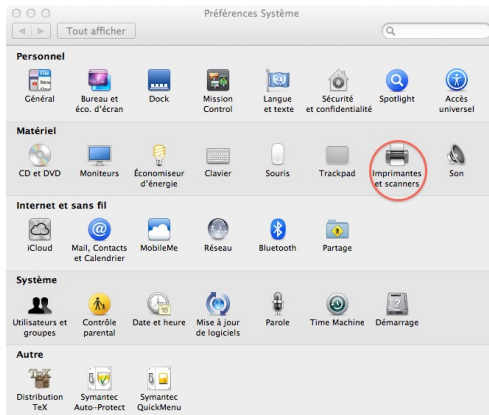 Préférences Système
Tout afficher
Personnel
Général
Bureau et
éco. d'écran
Dock
Mission
Control
Langue
et texte
Sécurité
et confidentialité
Spotlight
Accès
universel
Matériel
CD et DVD
Moniteurs
Économiseur
d'énergie
Clavier
Souris
Trackpad
Imprimantes
et scanners
Son
Internet et sans fil
iCloud
Mail, Contacts
et Calendrier
MobileMe
Réseau
Bluetooth
Partage
Système
Utilisateurs et
groupes
Contrôle
parental
Date et heure
Mise à jour
de logiciels
Parole
Time Machine
Démarrage
Autre
Distribution
TeX
Symantec
Auto-Protect
Symantec
QuickMenu